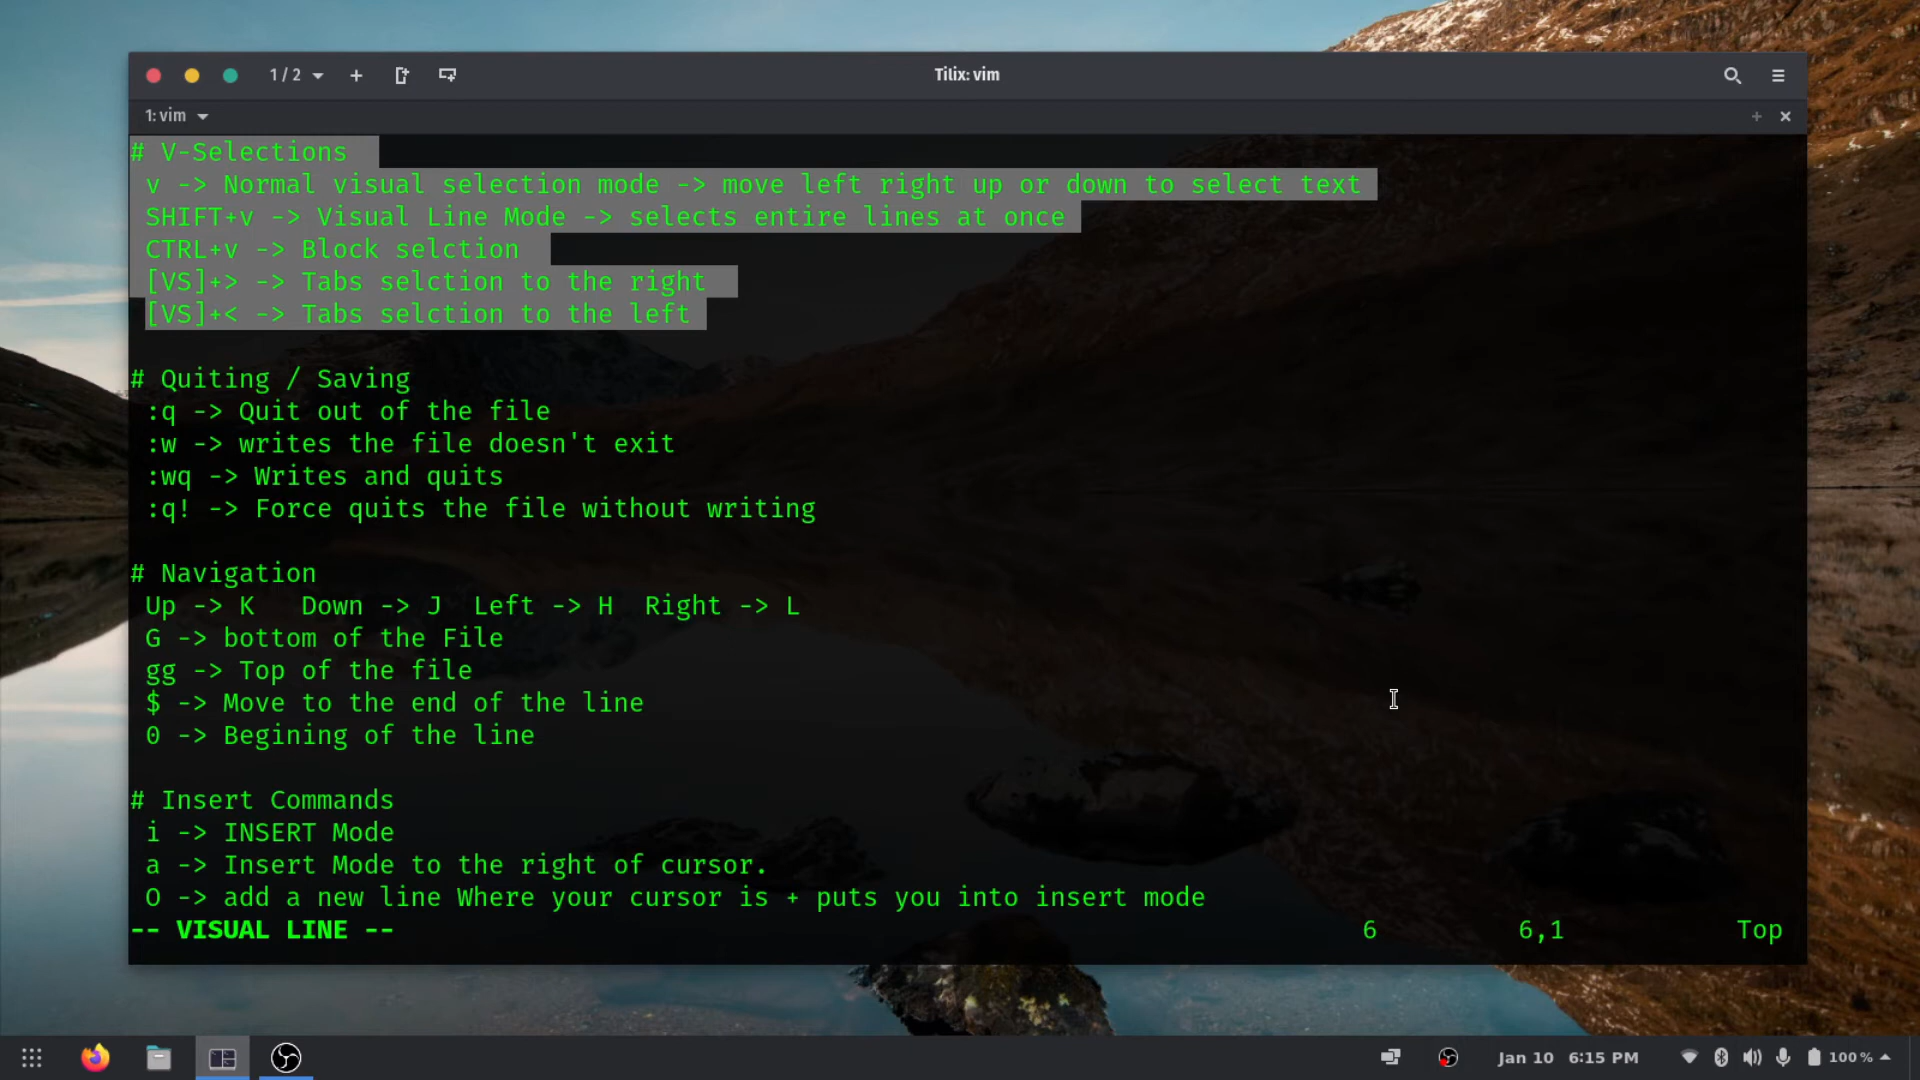 1 / 2
Tilix: vim
1: vim
# V-Selections
v -> Normal visual selection mode -> move left right up or down to select text
SHIFT+v -> Visual Line Mode -> selects entire lines at once
CTRL+v -> Block selction
[VS]+> -> Tabs selction to the right
[VS]+< -> Tabs selction to the left
# Quiting / Saving
:q -> Quit out of the file
:w -> writes the file doesn't exit
:wq -> Writes and quits
:q! -> Force quits the file without writing
# Navigation
Up -> K   Down -> J  Left -> H  Right -> L
G -> bottom of the File
gg -> Top of the file
$ -> Move to the end of the line
0 -> Begining of the line
# Insert Commands
i -> INSERT Mode
a -> Insert Mode to the right of cursor.
O -> add a new line Where your cursor is + puts you into insert mode
-- VISUAL LINE -- 6 6,1 Top
Jan 10 6:15 PM 100 %